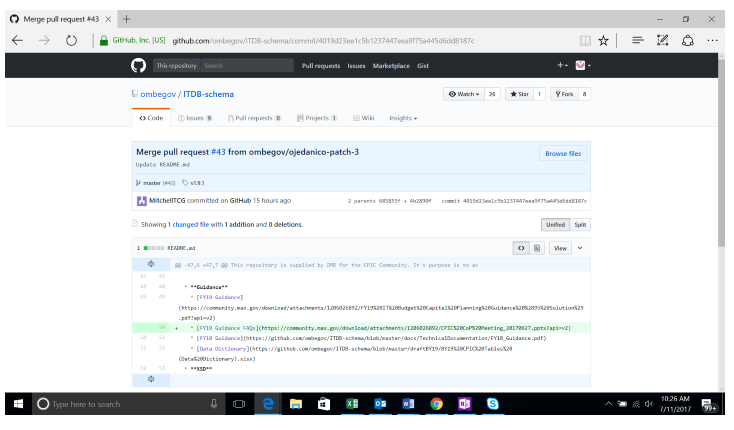 Merge pull request #43
GitHub, Inc. [US] github.com/ombegov/ITDB-schema/commit/4019d23ee1c5b1237447eea9f75a445d6dd8187c
This repository Search Pull requests Issues Marketplace Gist
ombegov / ITDB-schema Watch 26 Star 1 Fork 8
Code Issues 9 Pull requests 0 Projects 1 Wiki Insights
Merge pull request #43 from ombegov/ojedanico-patch-3 Browse files
Update README.md
master (#43) v1.9.1
MitchellTCG committed on GitHub 15 hours ago 2 parents 685855f + 4b2890f commit 4019d23ee1c5b1237447eea9f75a445d6dd8187c
Showing 1 changed file with 1 addition and 0 deletions. Unified Split
1 README.md <> View
@@ -47,6 +47,7 @@ This repository is supplied by OMB for the CPIC Community. It's purpose is to ac
47 47
48 48 * **Guidance**
49 49 * [FY19 Guidance]
(https://community.max.gov/download/attachments/1206026892/FY19%20IT%20Budget%20Capital%20Planning%20Guidance%20%2895%20Solution%29
.pdf?api=v2)
50 + * [FY19 Guidance FAQs](https://community.max.gov/download/attachments/1206026892/CPIC%20CoP%20Meeting_20170627.pptx?api=v2)
50 51 * [FY18 Guidance](https://github.com/ombegov/ITDB-schema/blob/master/docs/TechnicalDocumentation/FY18_Guidance.pdf)
51 52 * [Data Dictionary](https://github.com/ombegov/ITDB-schema/blob/master/draftBY19/BY19%20CPIC%20Tables%20
(Data%20Dictionary).xlsx)
52 53 * **XSD**
Type here to search
10:26 AM
7/11/2017
99+